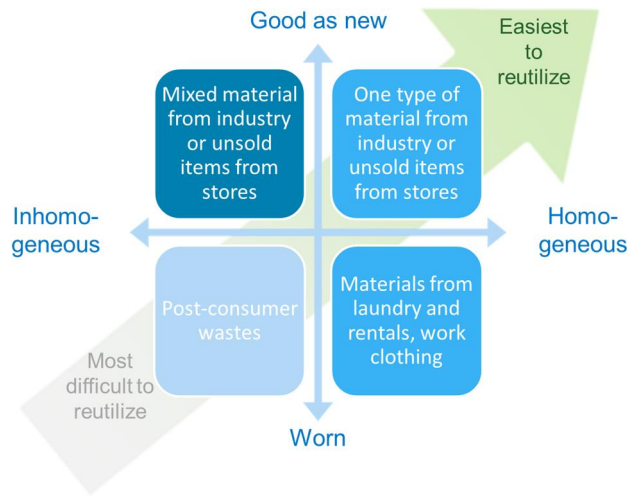 Good as new
Easiest
to
reutilize
Mixed material
from industry
or unsold
items from
stores
One type of
material from
industry or
unsold items
from stores
Inhomo-
geneous
Homo-
geneous
Post-consumer
wastes
Materials from
laundry and
rentals, work
clothing
Most
difficult to
reutilize
Worn